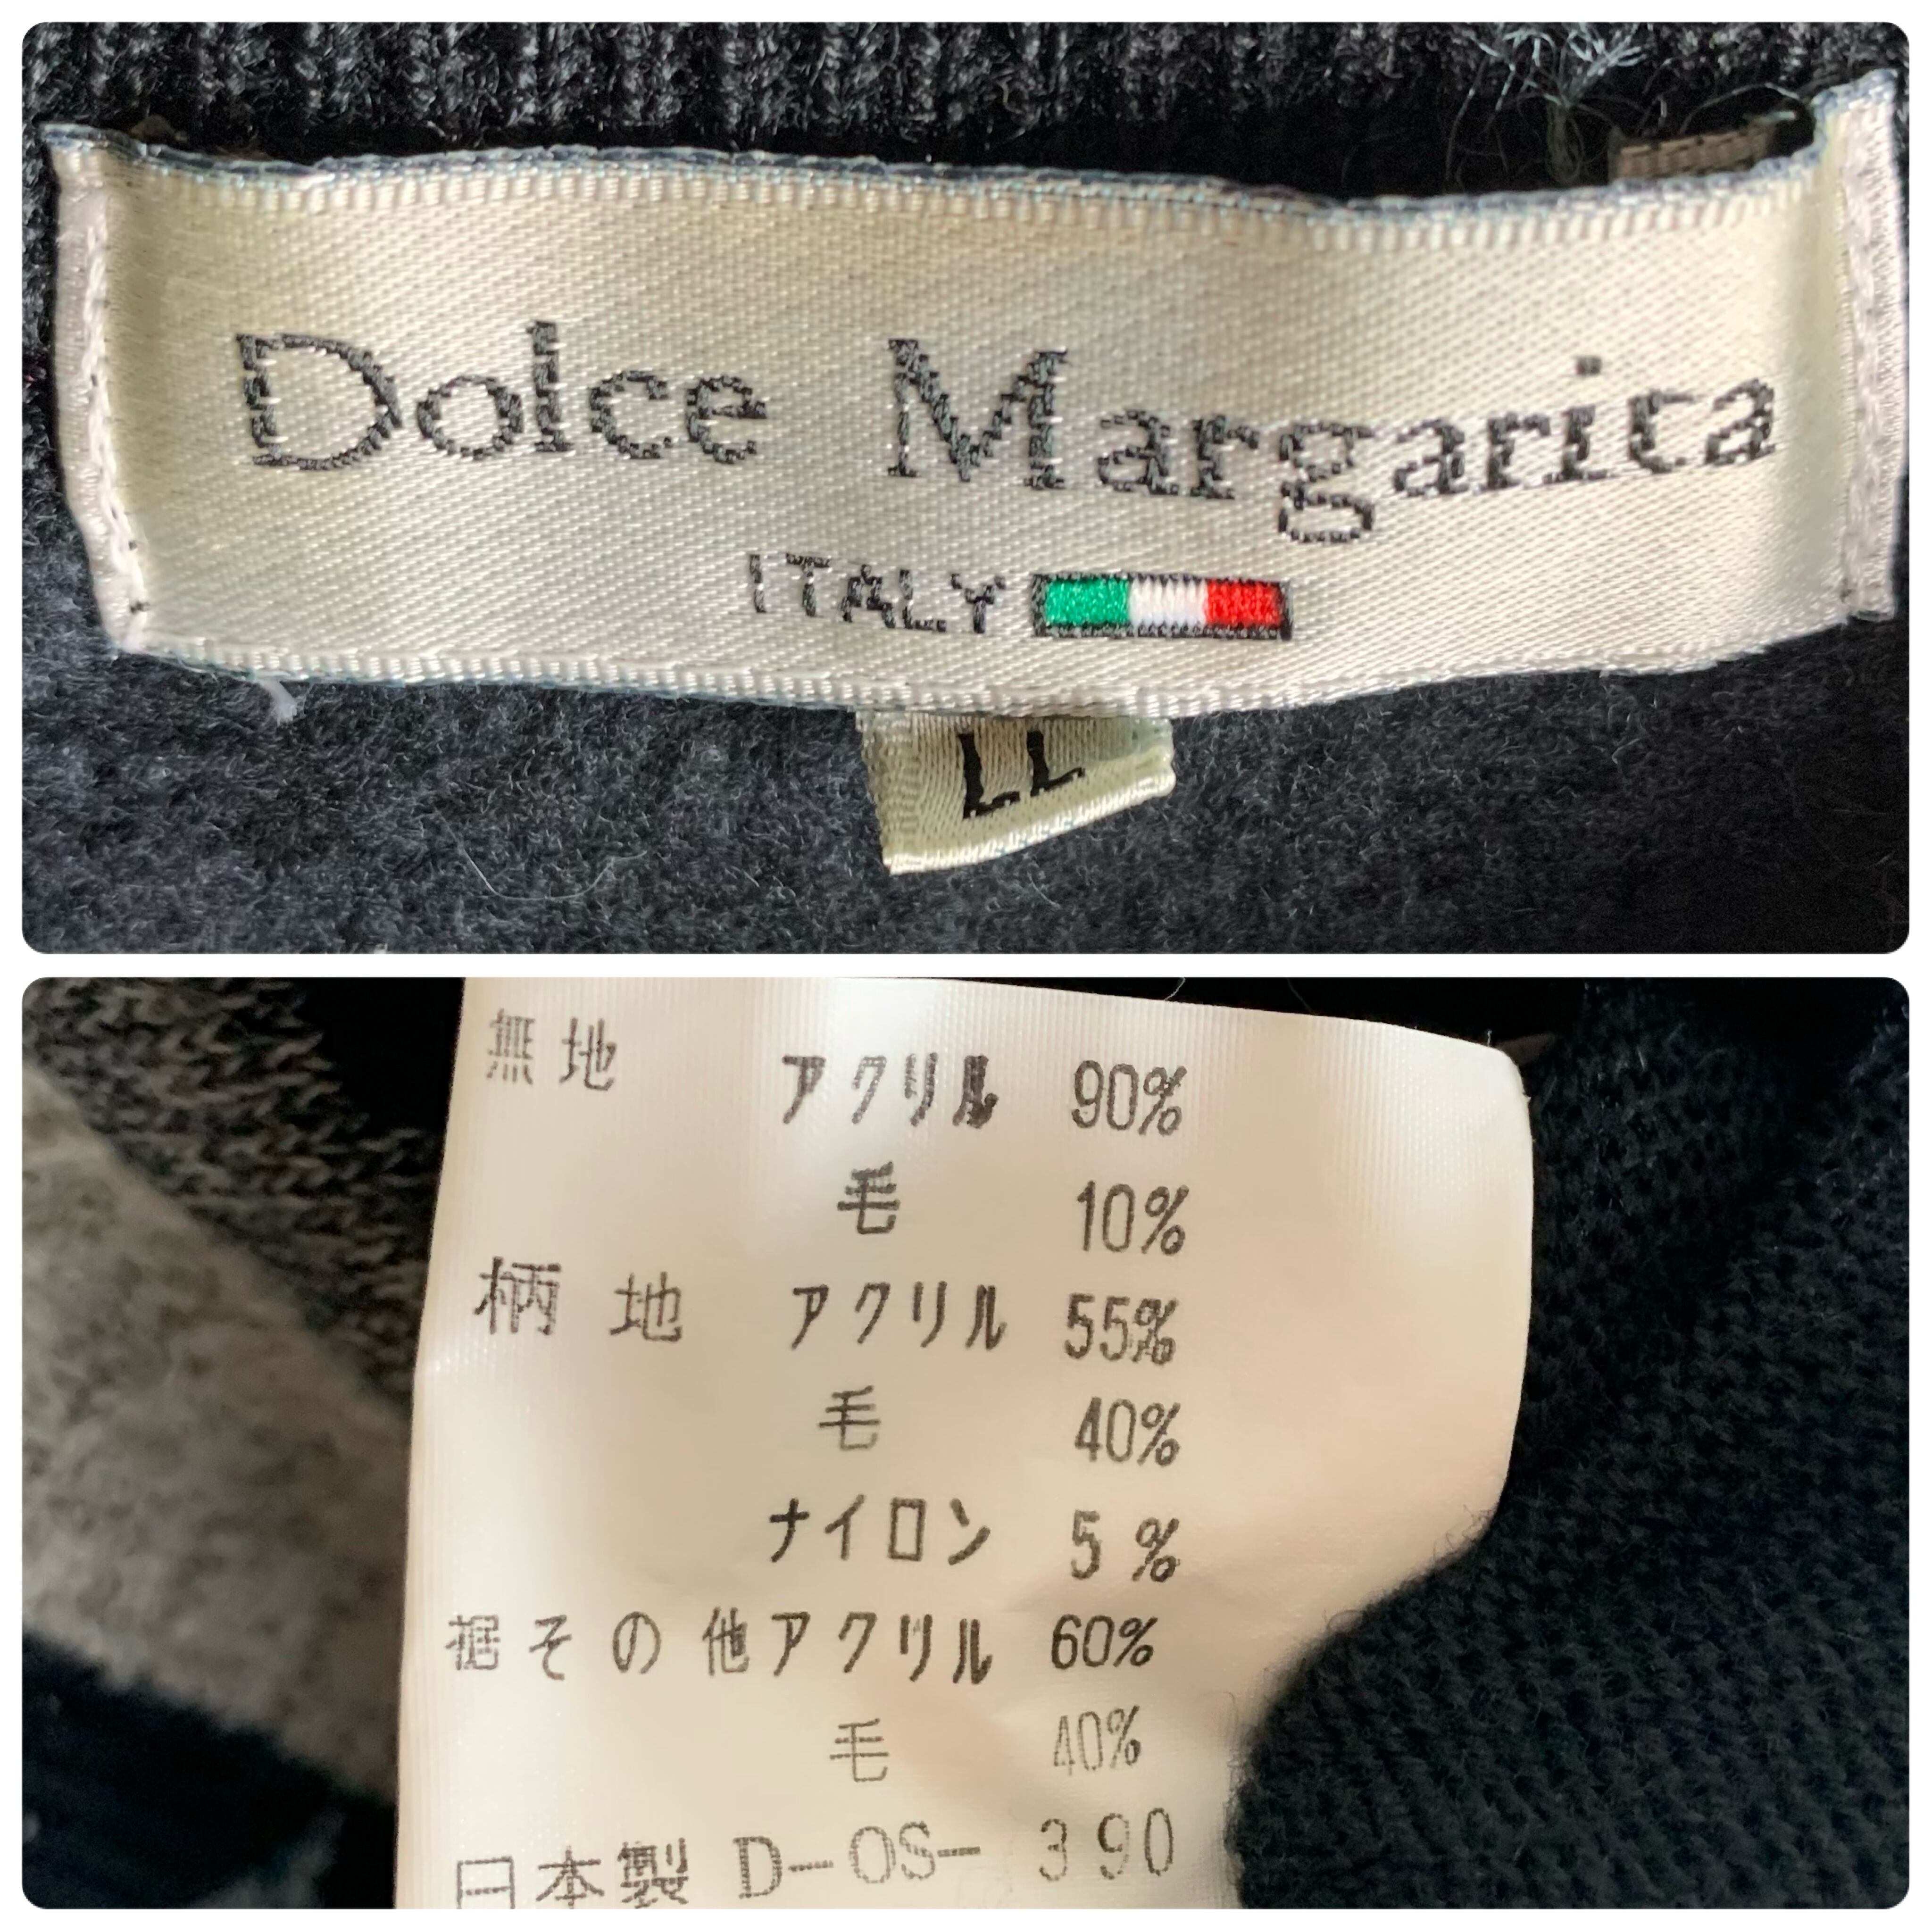 Dolce Margarita
ITALY
LL
無地 アクリル 90%
毛 10%
柄地 アクリル 55%
毛 40%
ナイロン 5%
裾その他アクリル 60%
毛 40%
日本製 D-OS-390